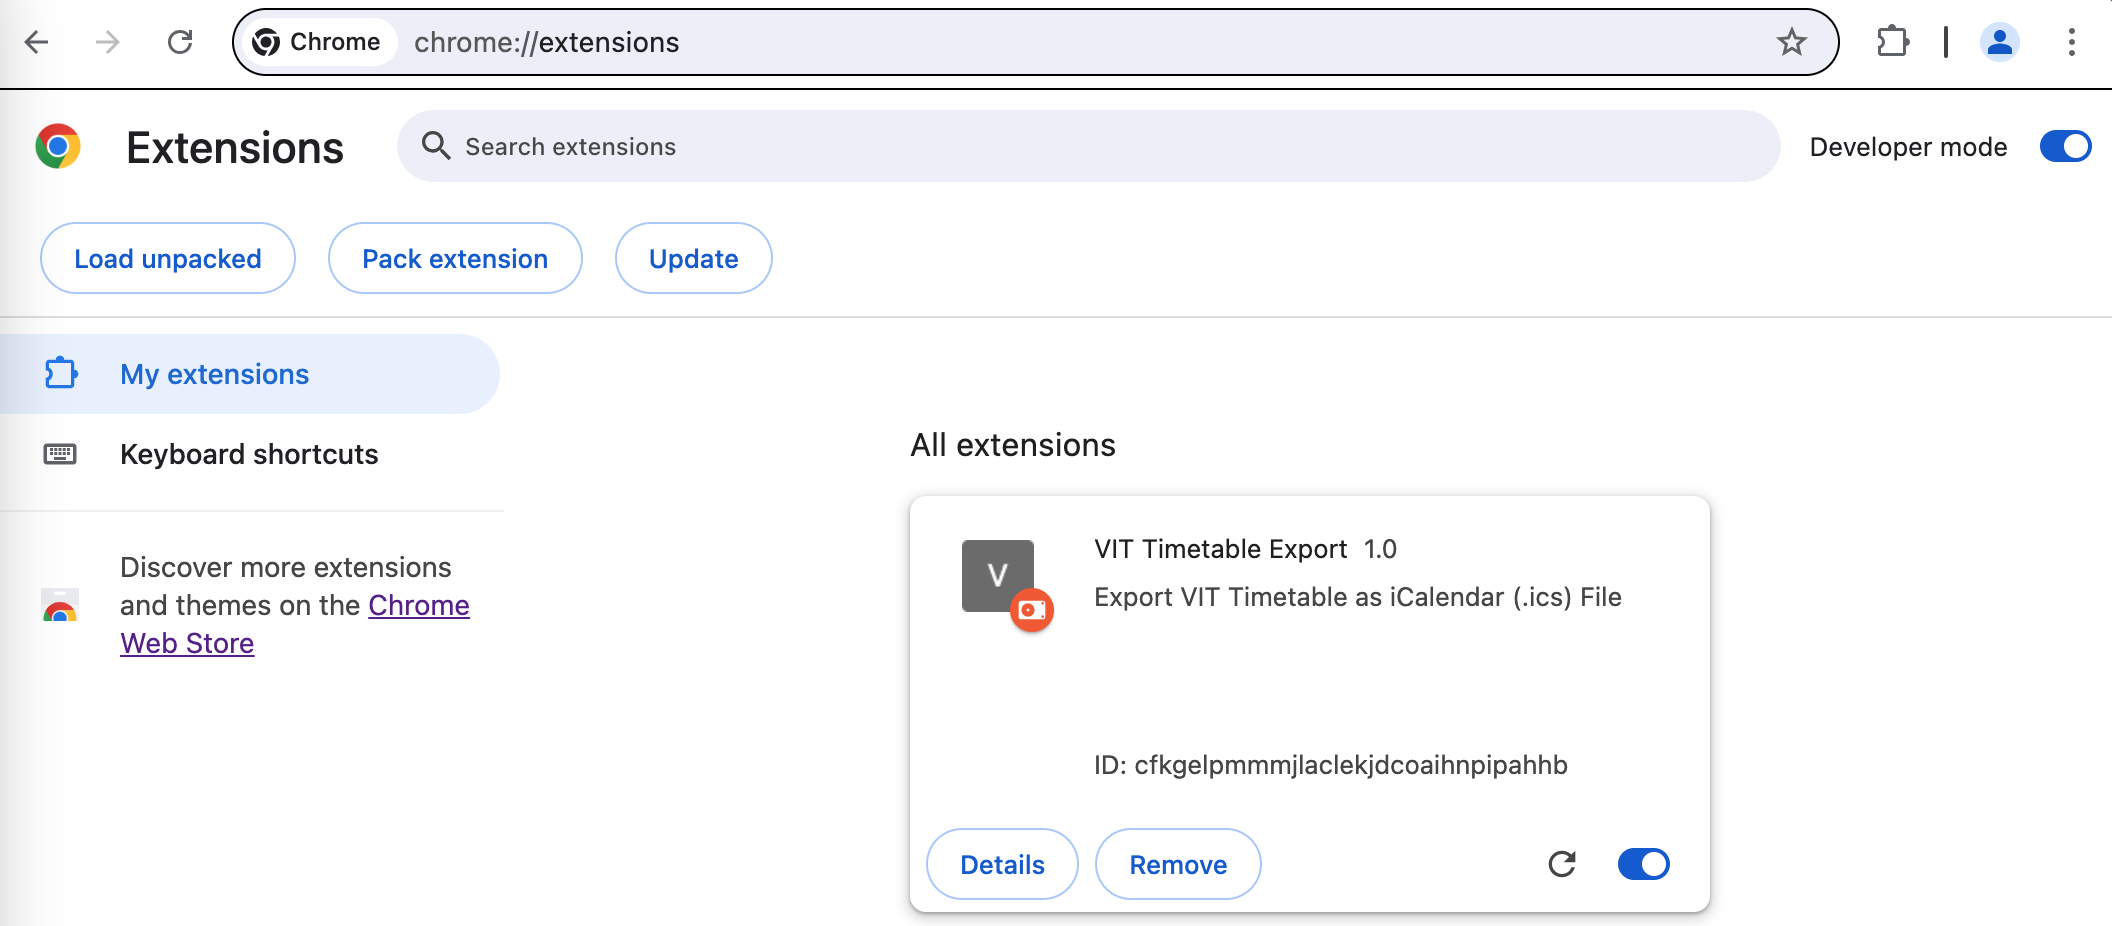 Chrome
chrome://extensions
Extensions
Search extensions
Developer mode
Load unpacked
Pack extension
Update
My extensions
Keyboard shortcuts
Discover more extensions
and themes on the Chrome
Web Store
All extensions
V
VIT Timetable Export 1.0
Export VIT Timetable as iCalendar (.ics) File
ID: cfkgelpmmmjlaclekjdcoaihnpipahhb
Details
Remove